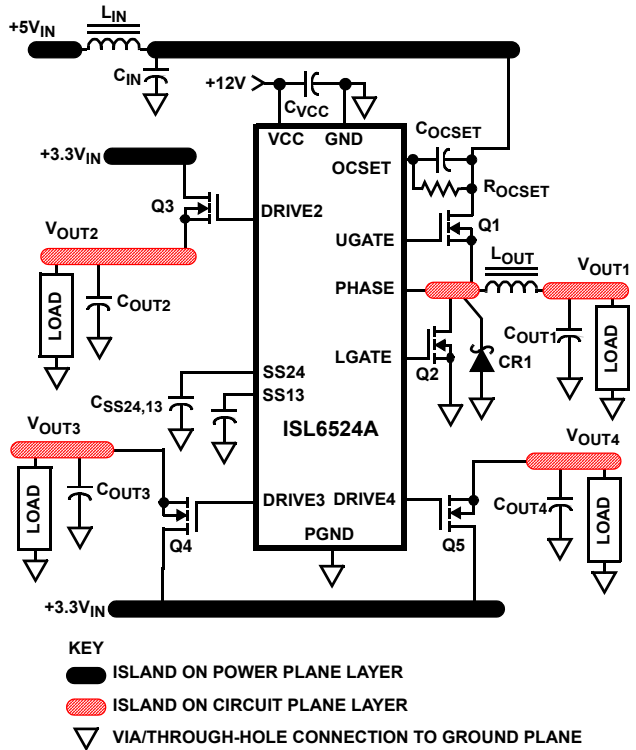 +5VIN
LIN
CIN
+12V
CVCC
VCC
GND
COCSET
OCSET
ROCSET
+3.3VIN
Q3
DRIVE2
UGATE
Q1
VOUT2
LOAD
COUT2
PHASE
LOUT
VOUT1
COUT1
LOAD
LGATE
Q2
CR1
SS24
SS13
CSS24,13
ISL6524A
VOUT3
LOAD
COUT3
Q4
DRIVE3
DRIVE4
Q5
VOUT4
COUT4
LOAD
PGND
+3.3VIN
KEY
ISLAND ON POWER PLANE LAYER
ISLAND ON CIRCUIT PLANE LAYER
VIA/THROUGH-HOLE CONNECTION TO GROUND PLANE